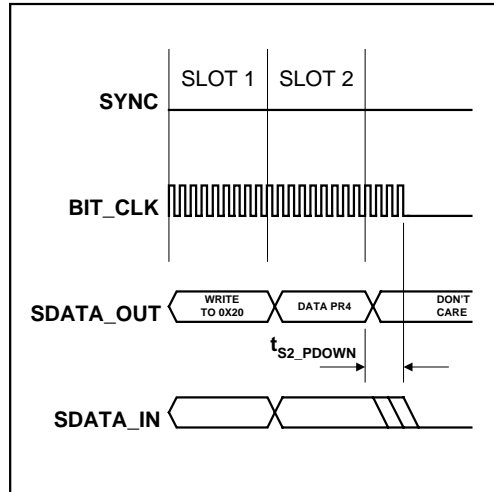 SLOT 1 SLOT 2
SYNC
BIT_CLK
SDATA_OUT
WRITE
TO 0X20
DATA PR4
DON'T
CARE
tS2_PDOWN
SDATA_IN